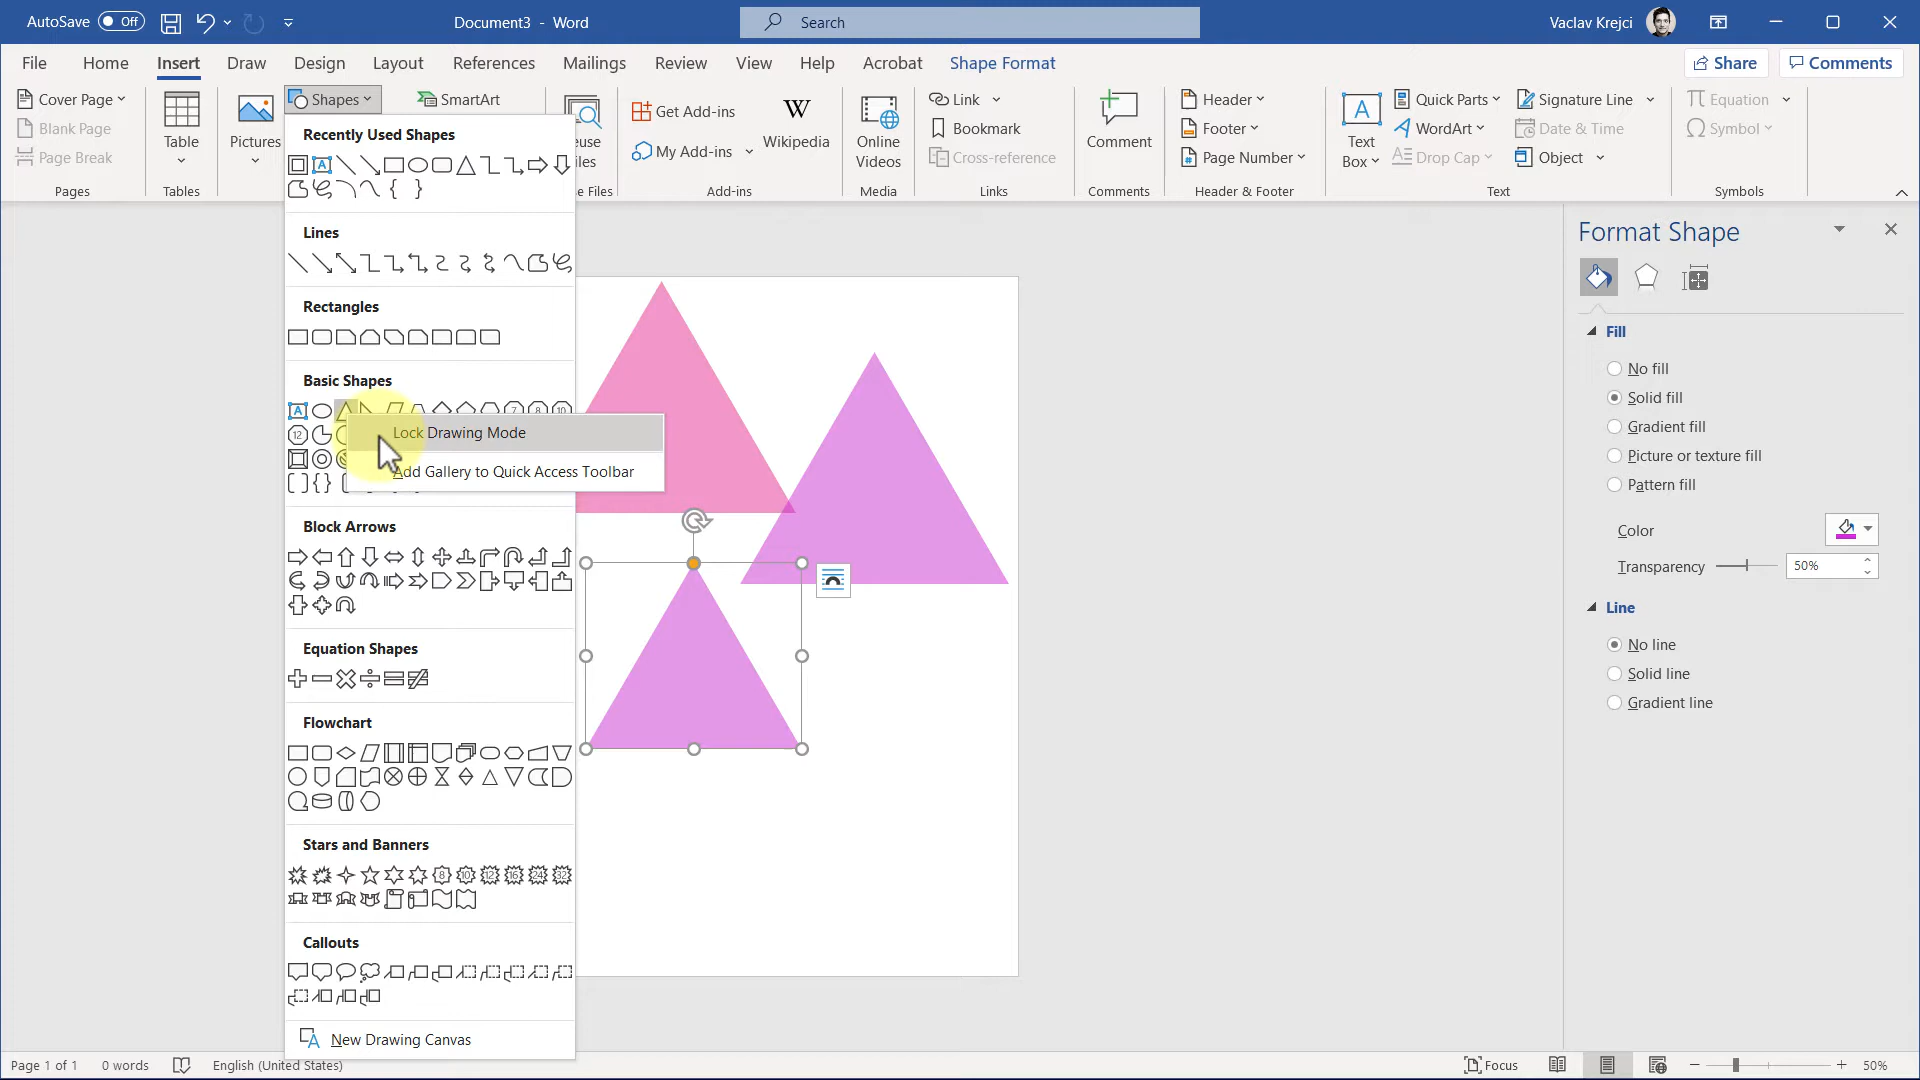 AutoSave Off Document3 - Word Search Vaclav Krejci
File Home Insert Draw Design Layout References Mailings Review View Help Acrobat Shape Format Share Comments
Cover Page
Blank Page
Page Break
Pages
Table
Tables
Pictures
Shapes
SmartArt
Get Add-ins
My Add-ins
Wikipedia
Add-ins
Online
Videos
Media
Link
Bookmark
Cross-reference
Links
Comment
Comments
Header
Footer
Page Number
Header & Footer
Text
Box
Quick Parts
WordArt
Drop Cap
Signature Line
Date & Time
Object
Text
Equation
Symbol
Symbols
Recently Used Shapes
Lines
Rectangles
Basic Shapes
Lock Drawing Mode
Add Gallery to Quick Access Toolbar
Block Arrows
Equation Shapes
Flowchart
Stars and Banners
Callouts
New Drawing Canvas
Format Shape
Fill
No fill
Solid fill
Gradient fill
Picture or texture fill
Pattern fill
Color
Transparency 50%
Line
No line
Solid line
Gradient line
Page 1 of 1 0 words English (United States) Focus 50%